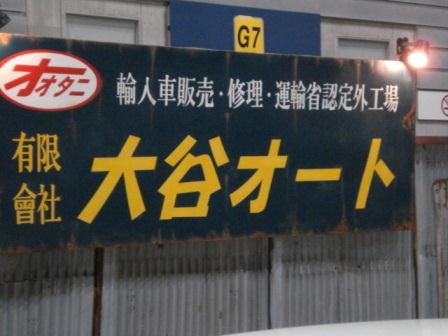 G7
オオタニ
輸入車販売・修理・運輸省認定外工場
有限
會社
大谷オート